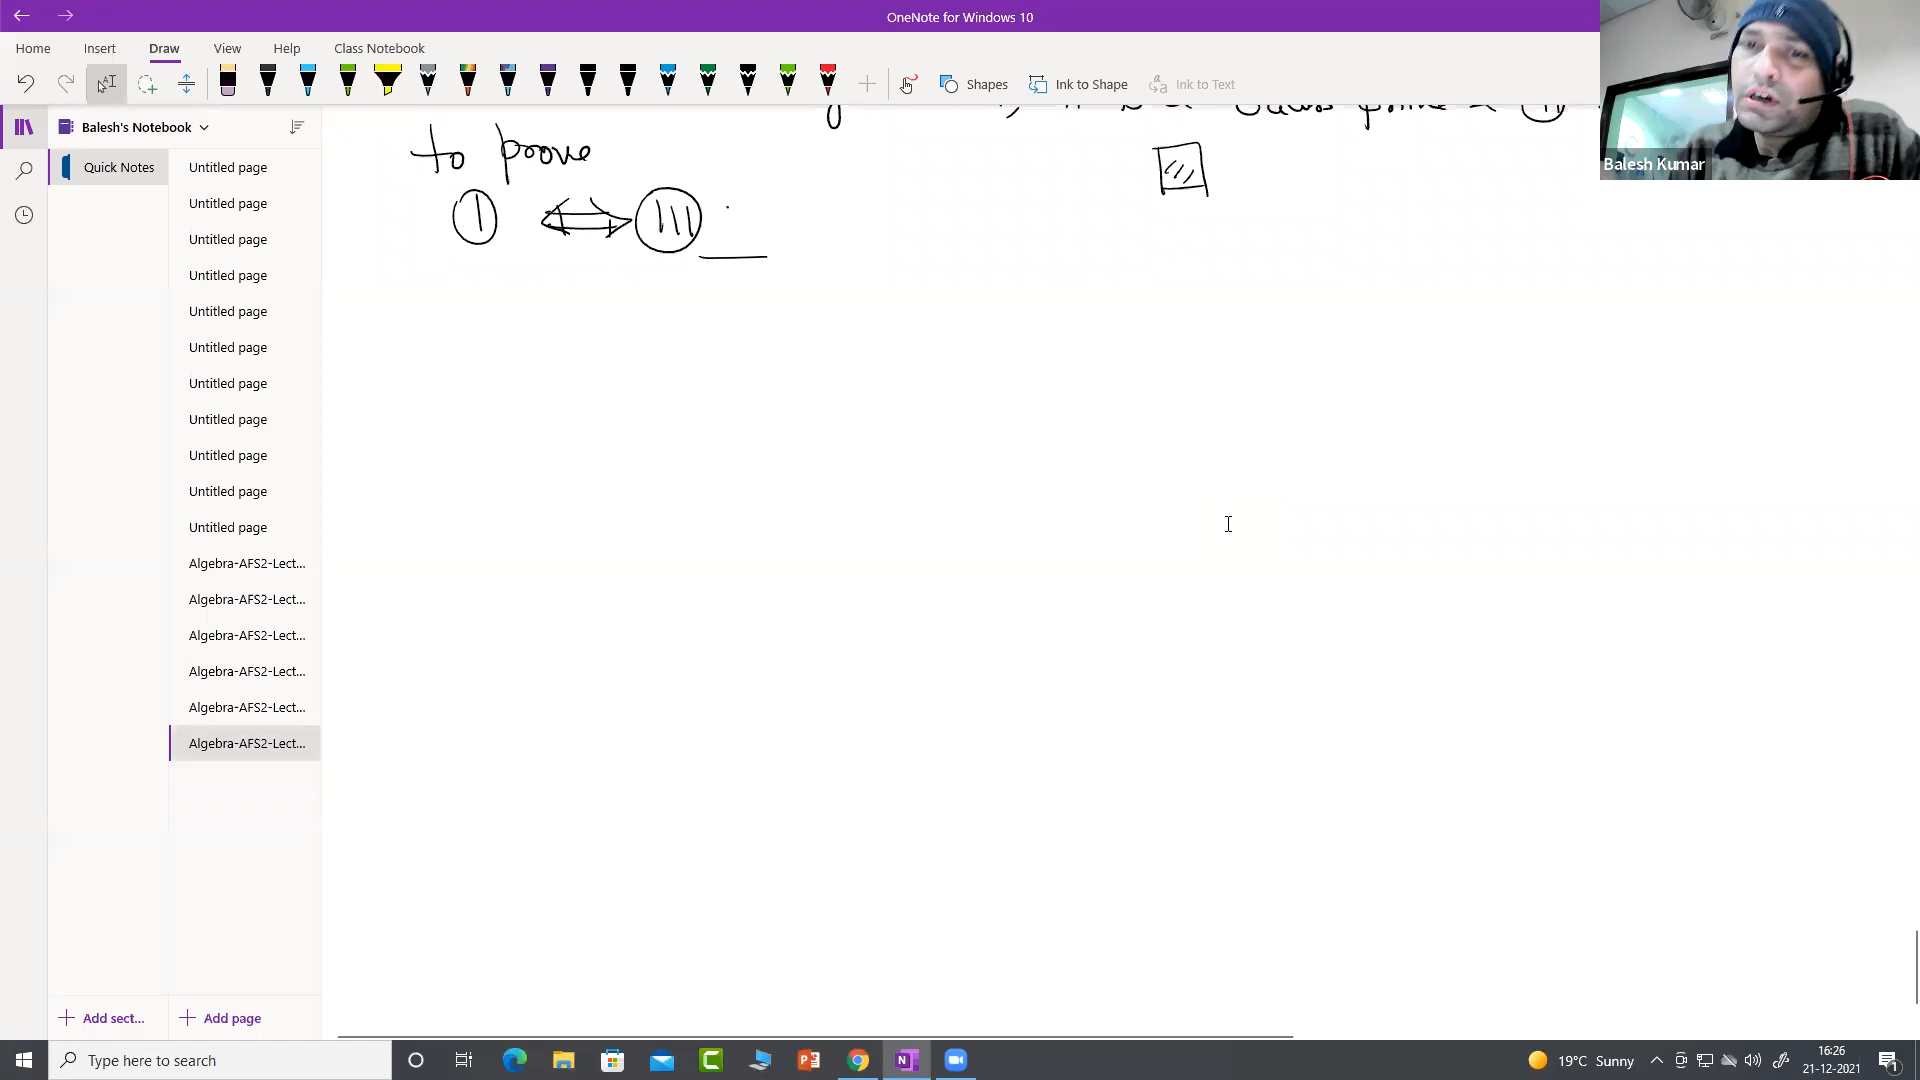 OneNote for Windows 10
Home Insert Draw View Help Class Notebook
Shapes Ink to Shape Ink to Text
Balesh Kumar
Balesh's Notebook
Quick Notes
Untitled page
Untitled page
Untitled page
Untitled page
Untitled page
Untitled page
Untitled page
Untitled page
Untitled page
Untitled page
Untitled page
Algebra-AFS2-Lect...
Algebra-AFS2-Lect...
Algebra-AFS2-Lect...
Algebra-AFS2-Lect...
Algebra-AFS2-Lect...
Algebra-AFS2-Lect...
to prove
I ⟺ III
Add sect...
Add page
Type here to search
19°C Sunny
16:26
21-12-2021
1